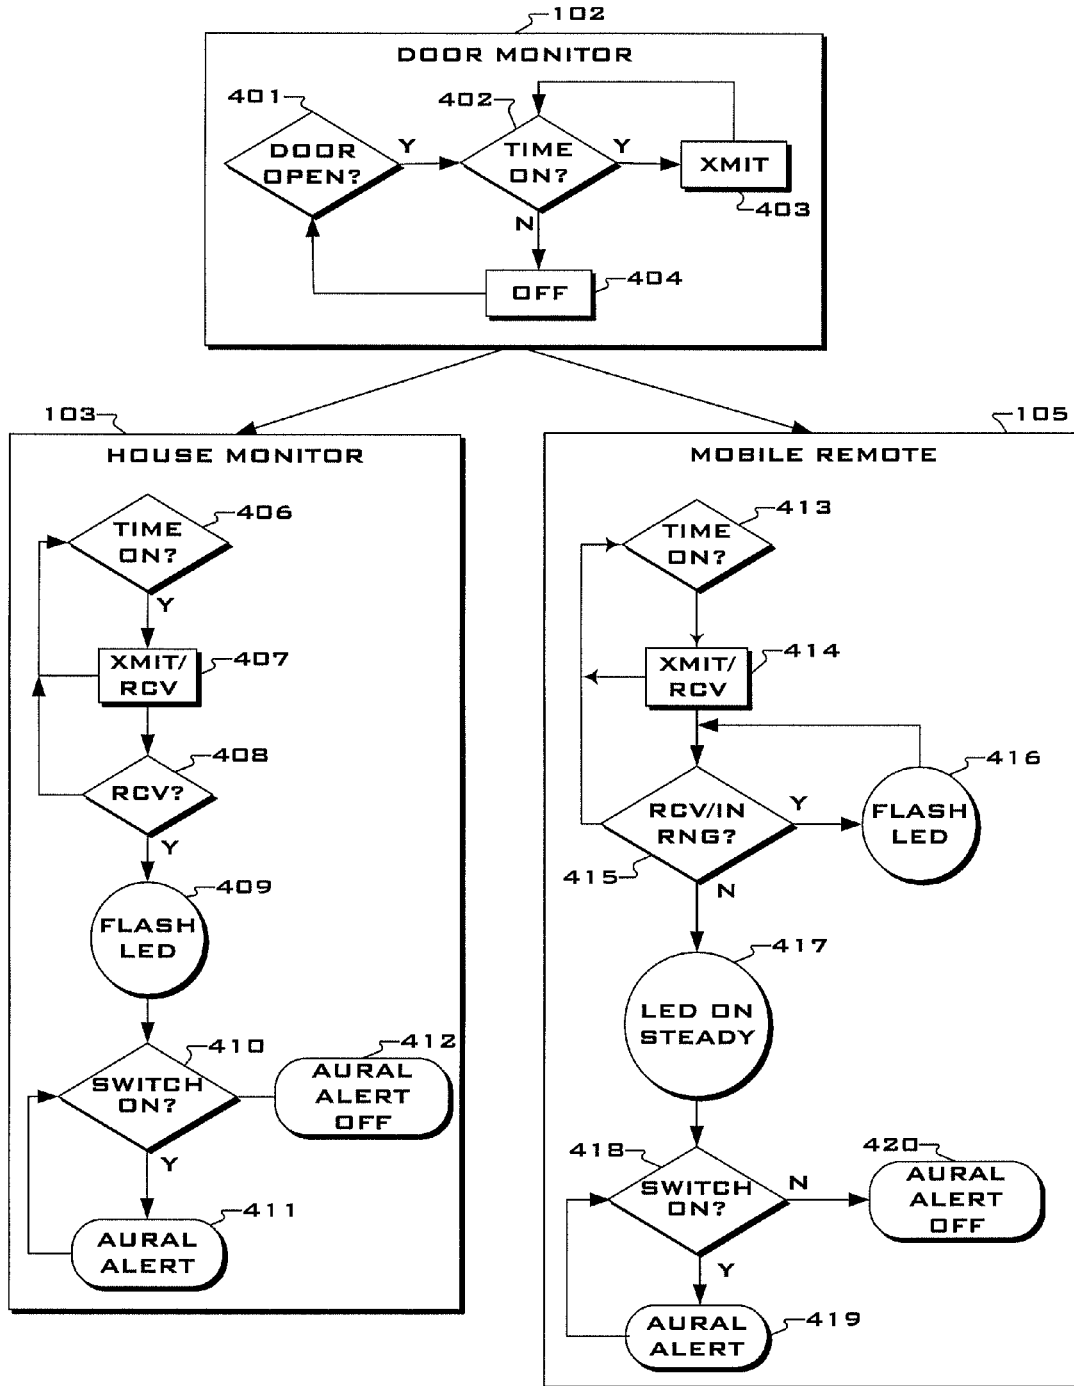 102
DOOR MONITOR
401
DOOR
OPEN?
Y
402
TIME
ON?
Y
XMIT
403
N
OFF
404
103
HOUSE MONITOR
406
TIME
ON?
Y
XMIT/
RCV
407
408
RCV?
Y
409
FLASH
LED
410
SWITCH
ON?
412
AURAL
ALERT
OFF
Y
411
AURAL
ALERT
105
MOBILE REMOTE
413
TIME
ON?
XMIT/
RCV
414
RCV/IN
RNG?
415
Y
416
FLASH
LED
N
417
LED ON
STEADY
418
SWITCH
ON?
N
420
AURAL
ALERT
OFF
Y
AURAL
ALERT
419